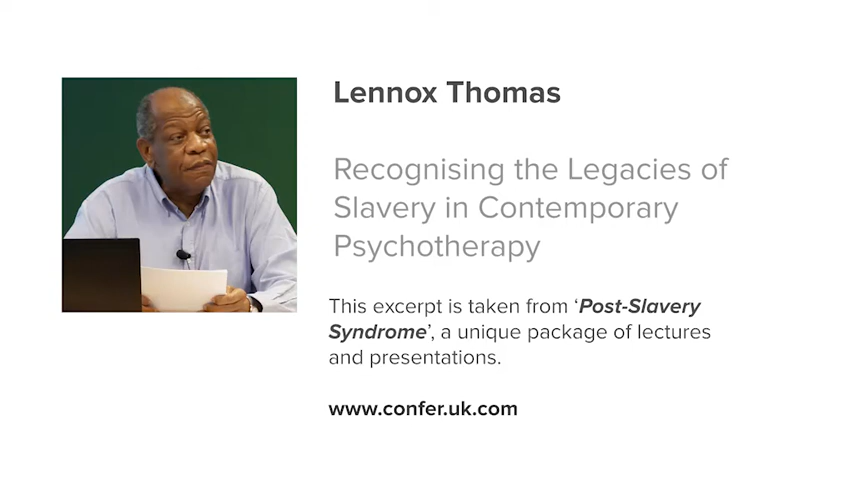 Lennox Thomas
Recognising the Legacies of
Slavery in Contemporary
Psychotherapy
This excerpt is taken from ‘Post-Slavery
Syndrome’, a unique package of lectures
and presentations.
www.confer.uk.com